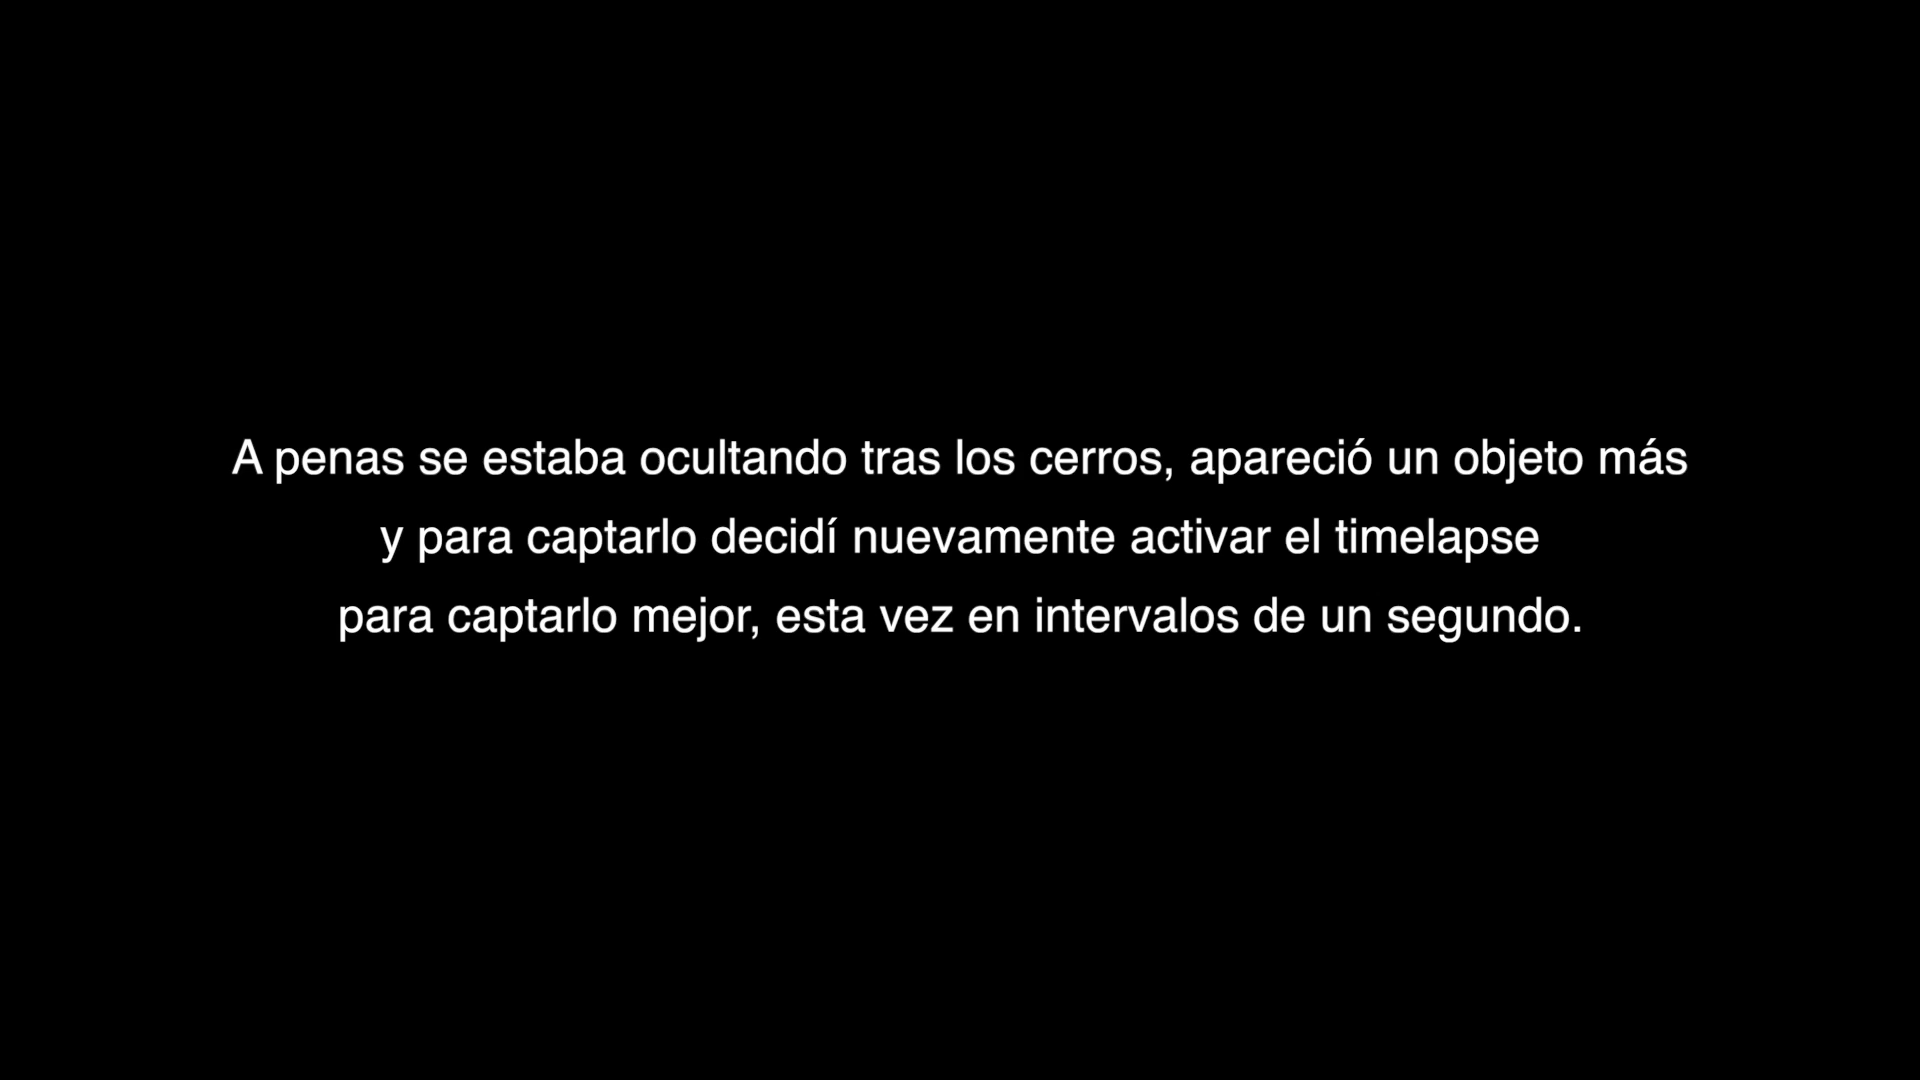 A penas se estaba ocultando tras los cerros, apareció un objeto más
y para captarlo decidí nuevamente activar el timelapse
para captarlo mejor, esta vez en intervalos de un segundo.